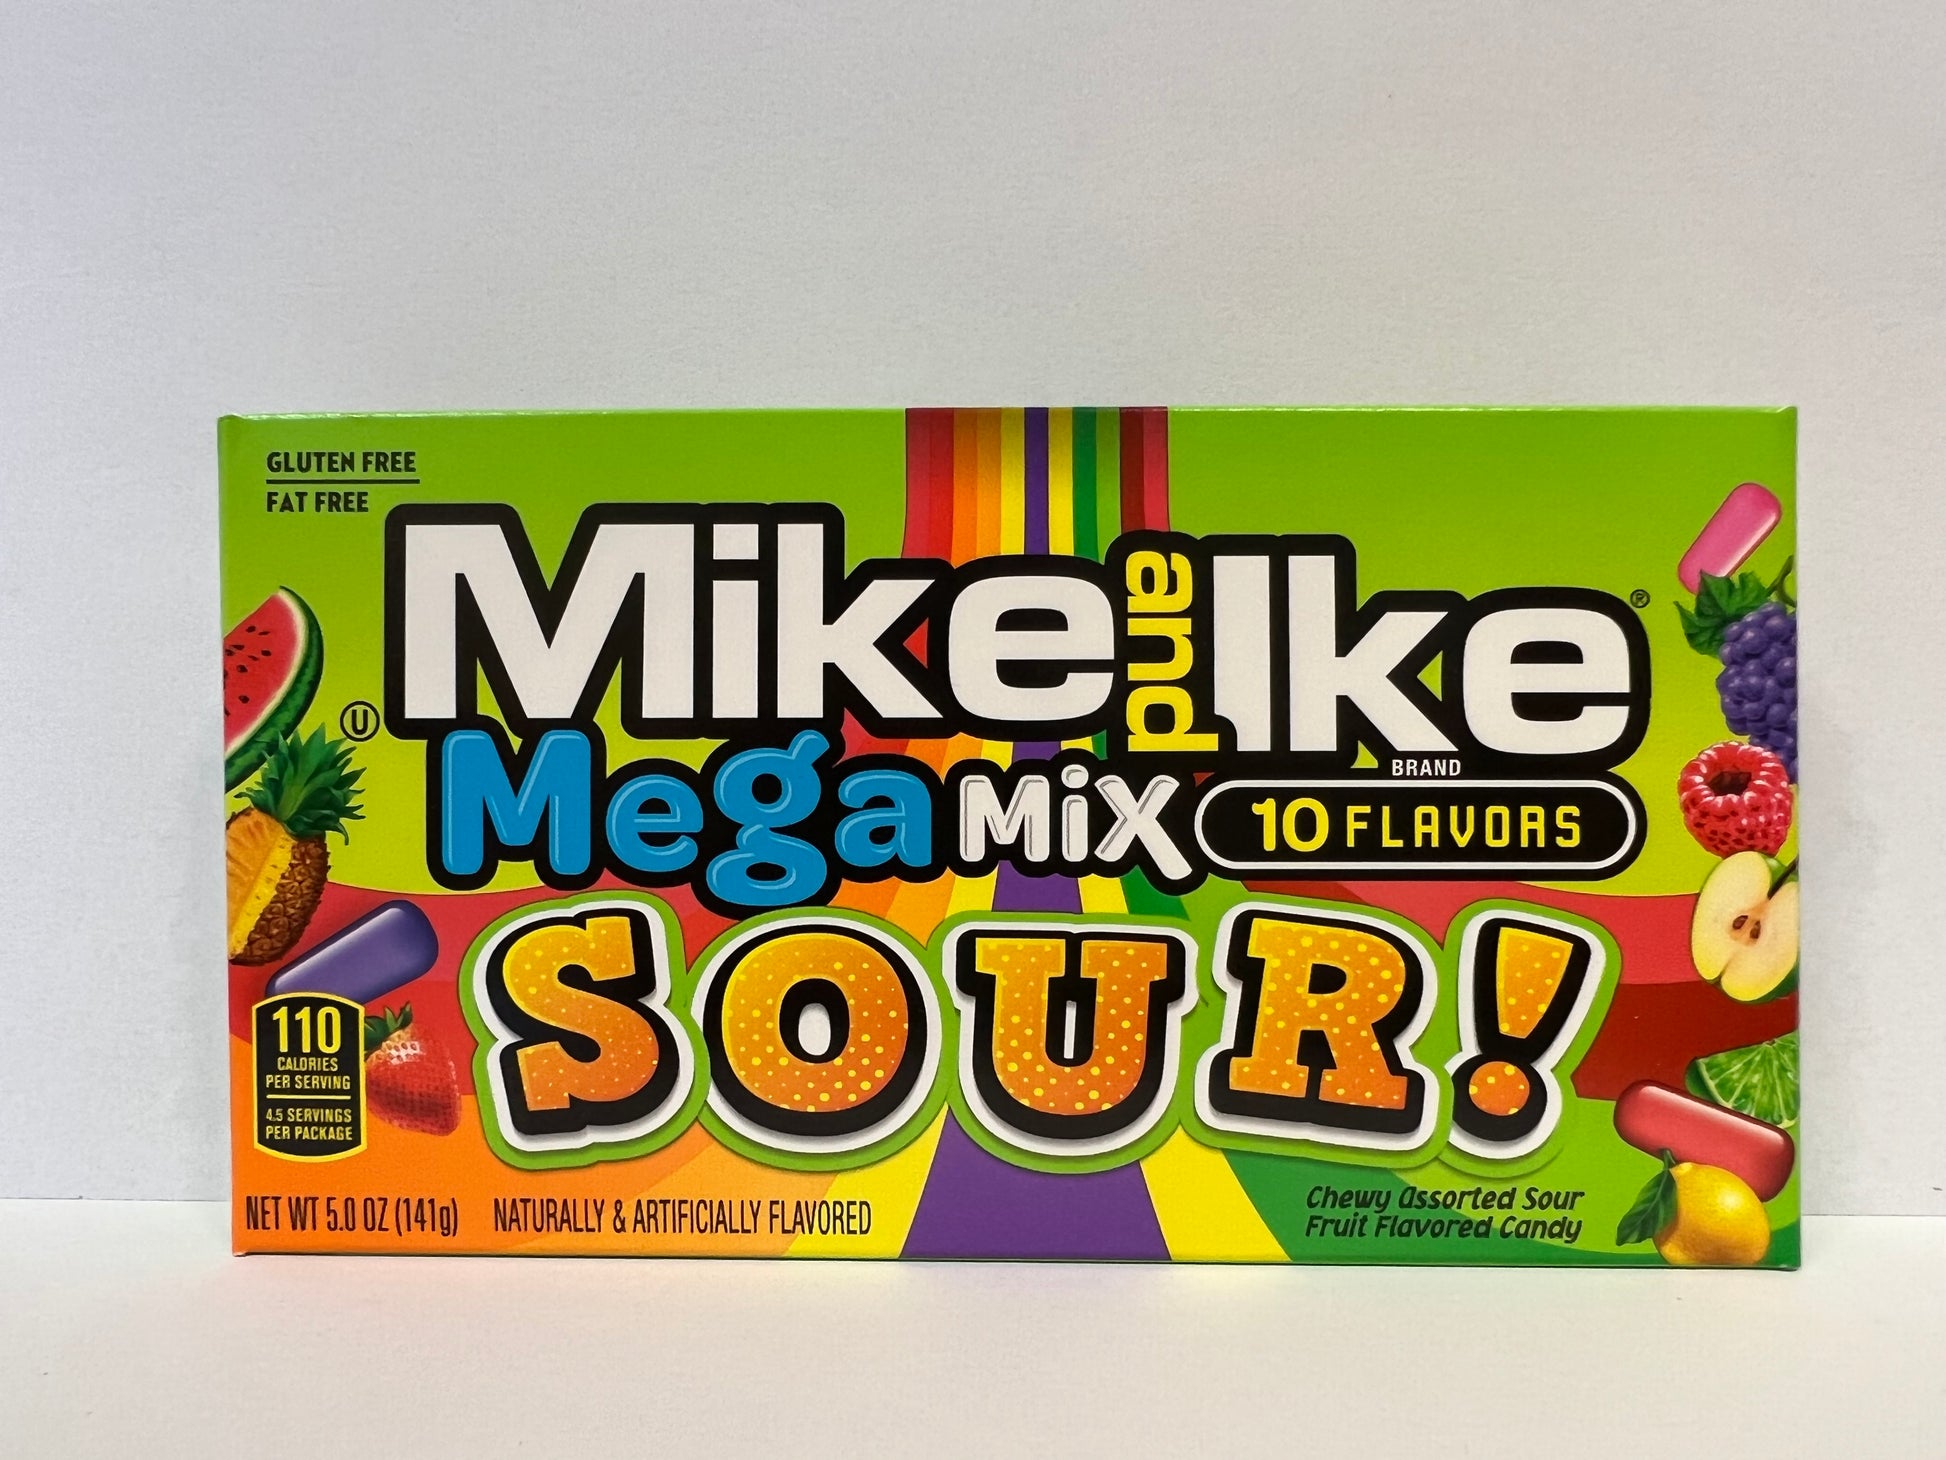 GLUTEN FREE
FAT FREE
Mike and Ike ®
BRAND
Ⓤ
Mega MiX 10 FLAVORS
SOUR!
110
CALORIES
PER SERVING
4.5 SERVINGS
PER PACKAGE
NET WT 5.0 OZ (141g) NATURALLY & ARTIFICIALLY FLAVORED
Chewy Assorted Sour
Fruit Flavored Candy